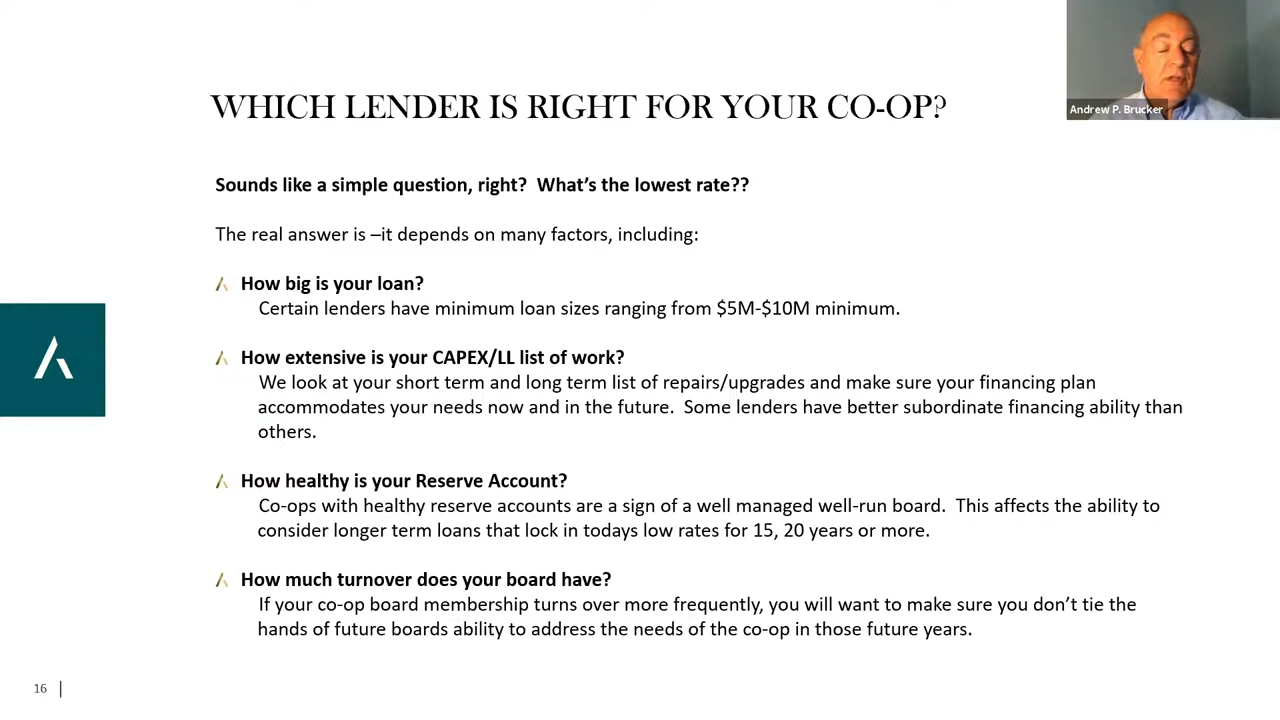 Andrew P. Brucker
WHICH LENDER IS RIGHT FOR YOUR CO-OP?
Sounds like a simple question, right?  What's the lowest rate??
The real answer is –it depends on many factors, including:
How big is your loan?
Certain lenders have minimum loan sizes ranging from $5M-$10M minimum.
How extensive is your CAPEX/LL list of work?
We look at your short term and long term list of repairs/upgrades and make sure your financing plan
accommodates your needs now and in the future.  Some lenders have better subordinate financing ability than
others.
How healthy is your Reserve Account?
Co-ops with healthy reserve accounts are a sign of a well managed well-run board.  This affects the ability to
consider longer term loans that lock in todays low rates for 15, 20 years or more.
How much turnover does your board have?
If your co-op board membership turns over more frequently, you will want to make sure you don't tie the
hands of future boards ability to address the needs of the co-op in those future years.
16